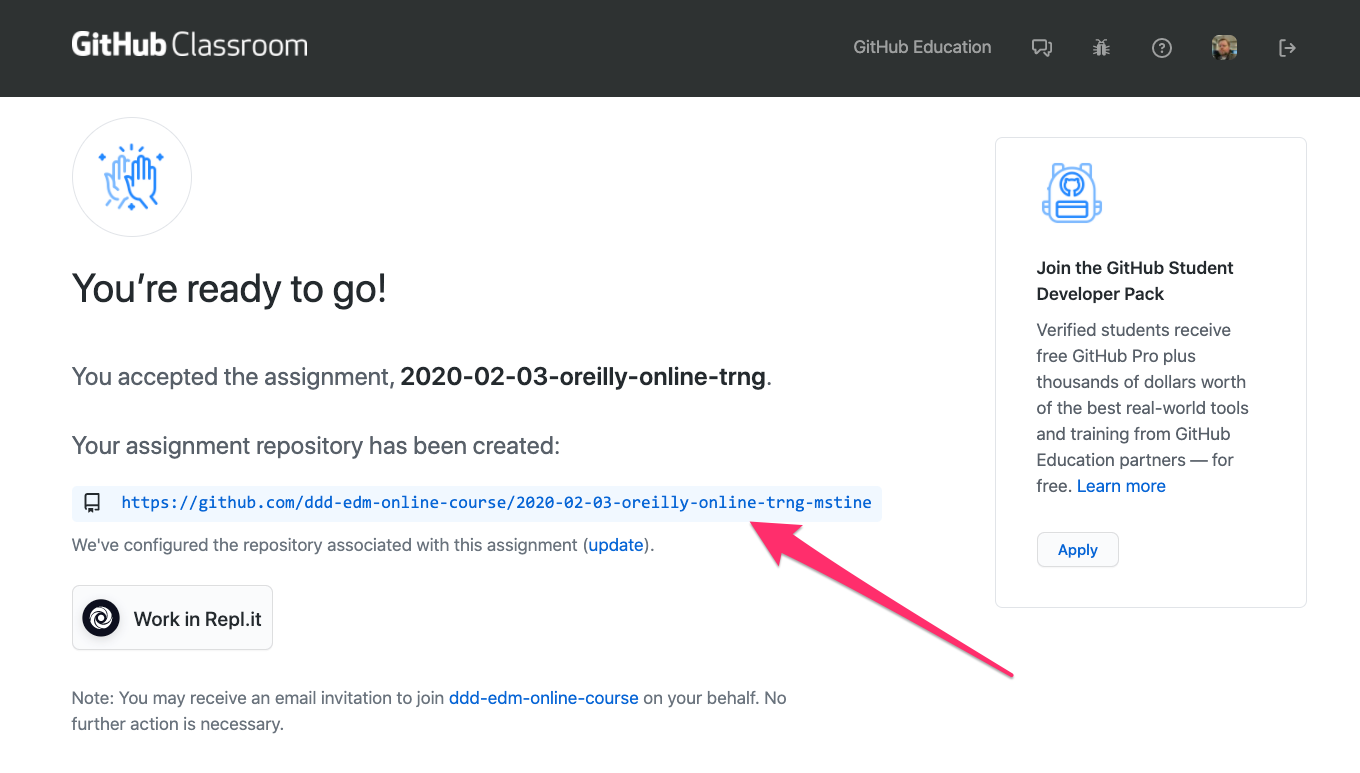 GitHub Classroom
GitHub Education
You’re ready to go!
You accepted the assignment, 2020-02-03-oreilly-online-trng.
Your assignment repository has been created:
https://github.com/ddd-edm-online-course/2020-02-03-oreilly-online-trng-mstine
We've configured the repository associated with this assignment (update).
Work in Repl.it
Note: You may receive an email invitation to join ddd-edm-online-course on your behalf. No
further action is necessary.
Join the GitHub Student
Developer Pack
Verified students receive
free GitHub Pro plus
thousands of dollars worth
of the best real-world tools
and training from GitHub
Education partners — for
free. Learn more
Apply